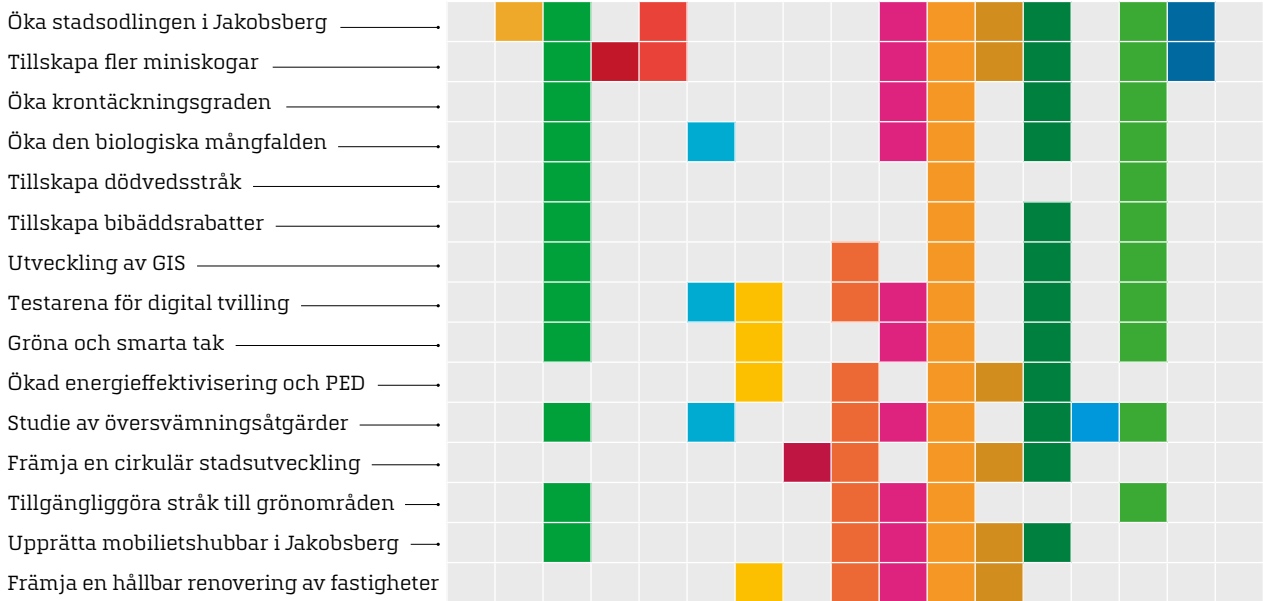 Öka stadsodlingen i Jakobsberg
Tillskapa fler miniskogar
Öka krontäckningsgraden
Öka den biologiska mångfalden
Tillskapa dödvedsstråk
Tillskapa bibäddsrabatter
Utveckling av GIS
Testarena för digital tvilling
Gröna och smarta tak
Ökad energieffektivisering och PED
Studie av översvämningsåtgärder
Främja en cirkulär stadsutveckling
Tillgängliggöra stråk till grönområden
Upprätta mobilietshubbar i Jakobsberg
Främja en hållbar renovering av fastigheter